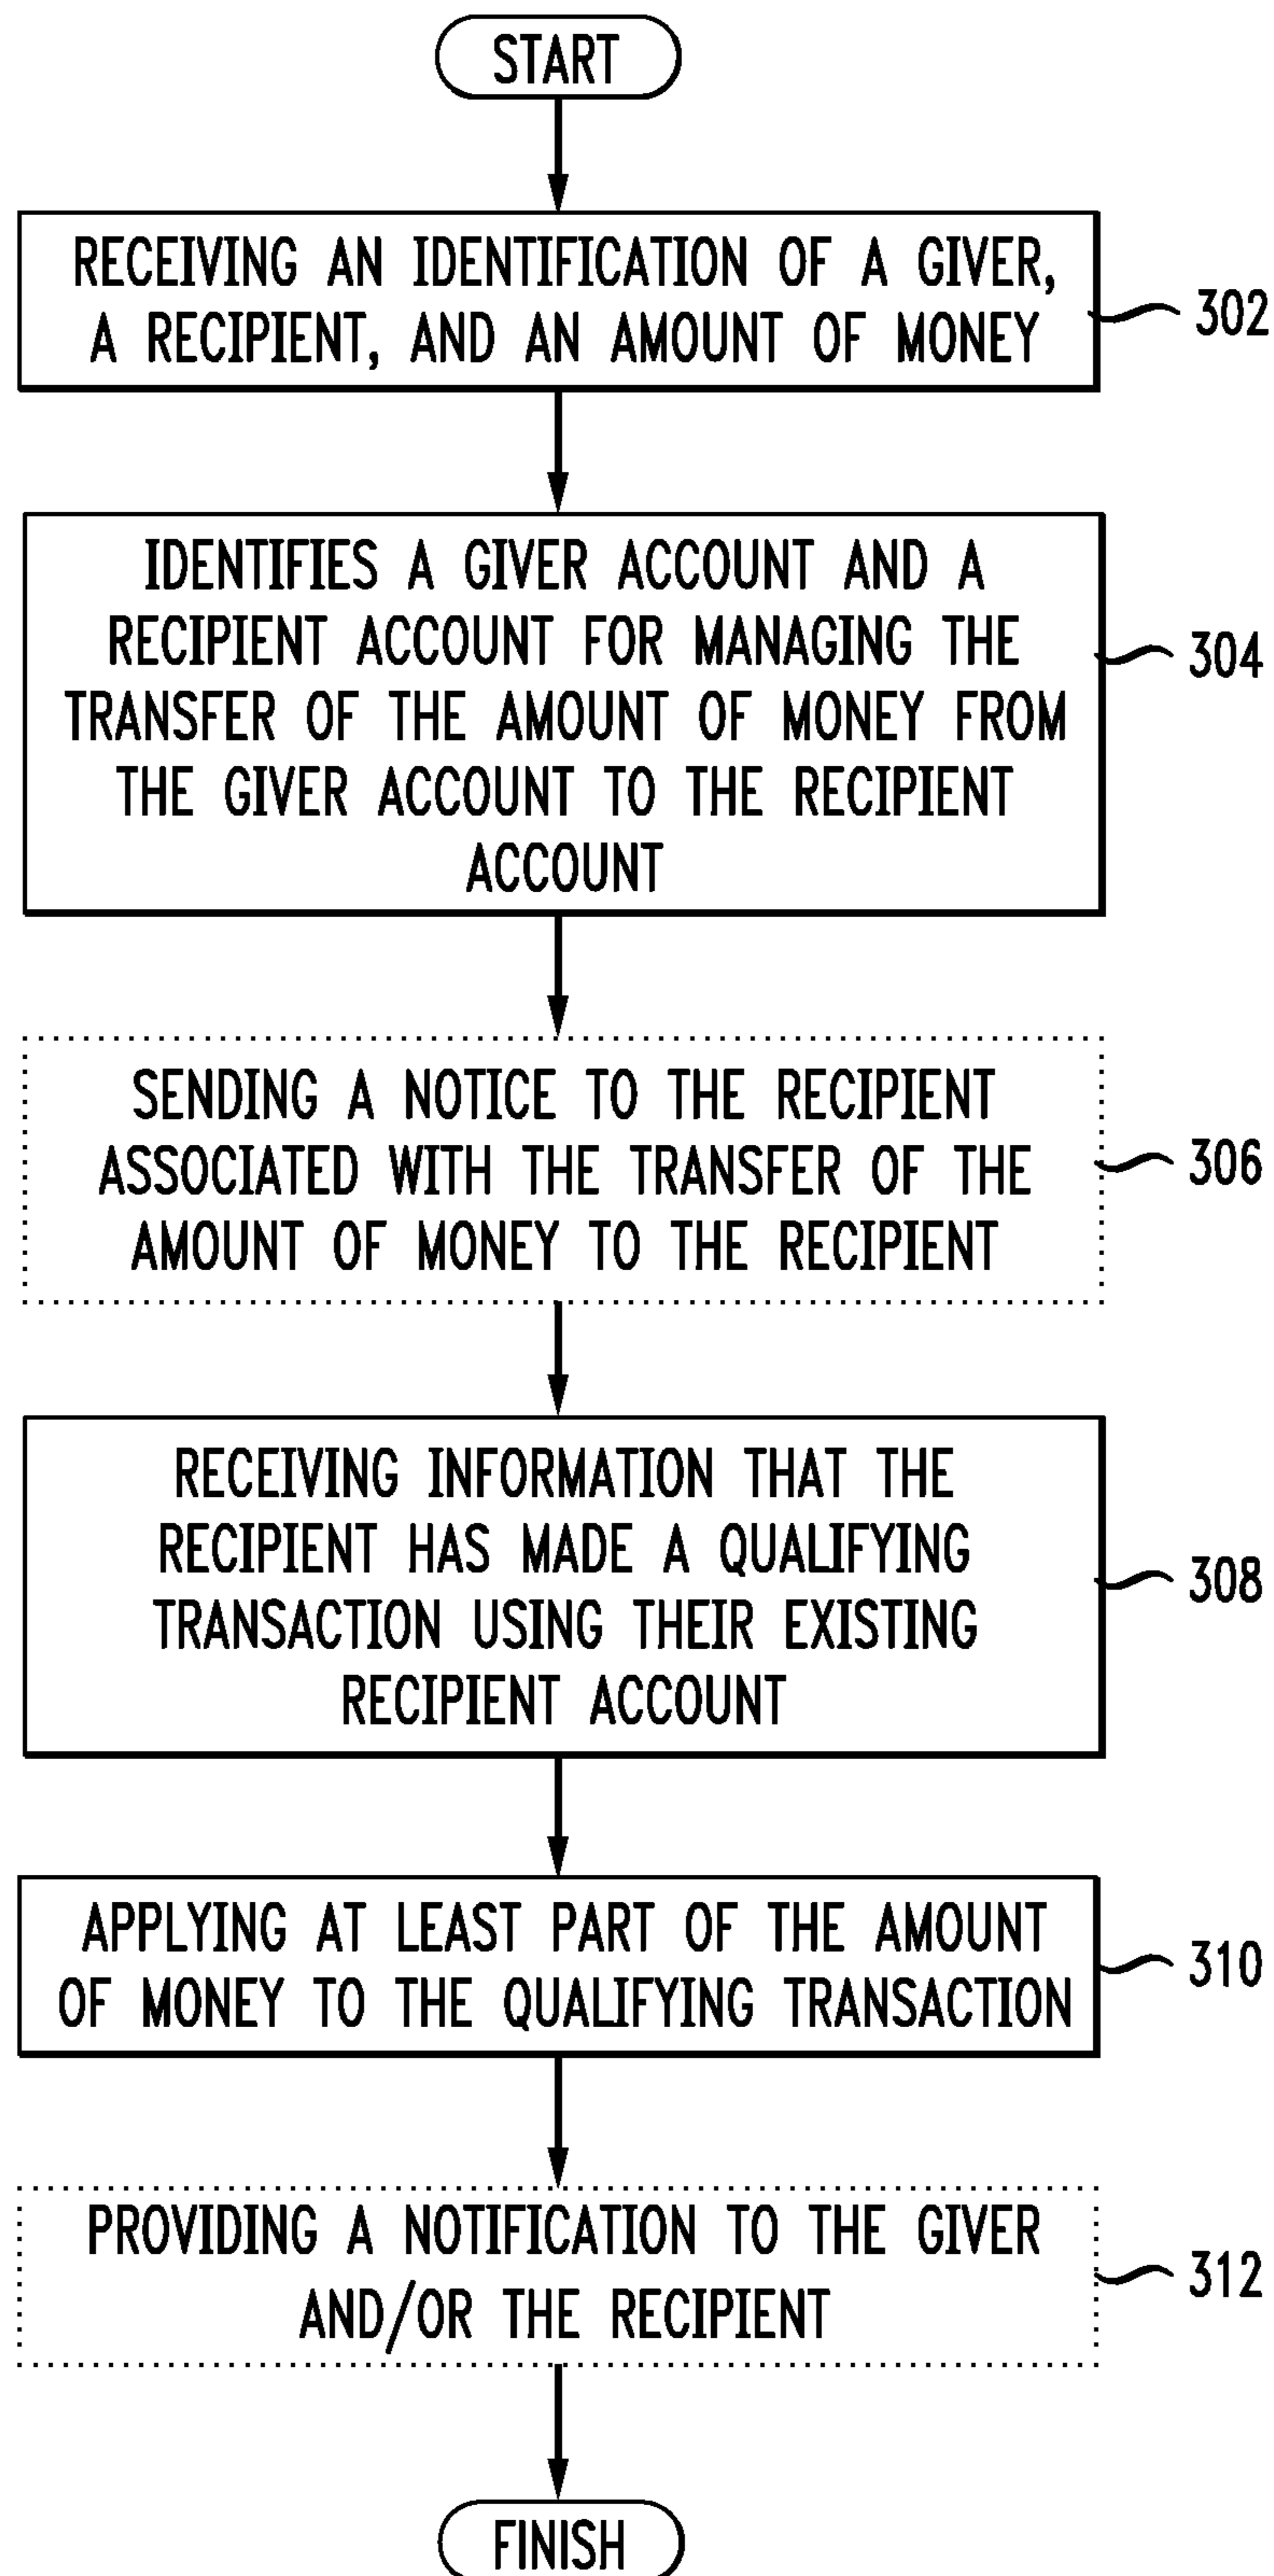 START
RECEIVING AN IDENTIFICATION OF A GIVER,
A RECIPIENT, AND AN AMOUNT OF MONEY
302
IDENTIFIES A GIVER ACCOUNT AND A
RECIPIENT ACCOUNT FOR MANAGING THE
TRANSFER OF THE AMOUNT OF MONEY FROM
THE GIVER ACCOUNT TO THE RECIPIENT
ACCOUNT
304
SENDING A NOTICE TO THE RECIPIENT
ASSOCIATED WITH THE TRANSFER OF THE
AMOUNT OF MONEY TO THE RECIPIENT
306
RECEIVING INFORMATION THAT THE
RECIPIENT HAS MADE A QUALIFYING
TRANSACTION USING THEIR EXISTING
RECIPIENT ACCOUNT
308
APPLYING AT LEAST PART OF THE AMOUNT
OF MONEY TO THE QUALIFYING TRANSACTION
310
PROVIDING A NOTIFICATION TO THE GIVER
AND/OR THE RECIPIENT
312
FINISH